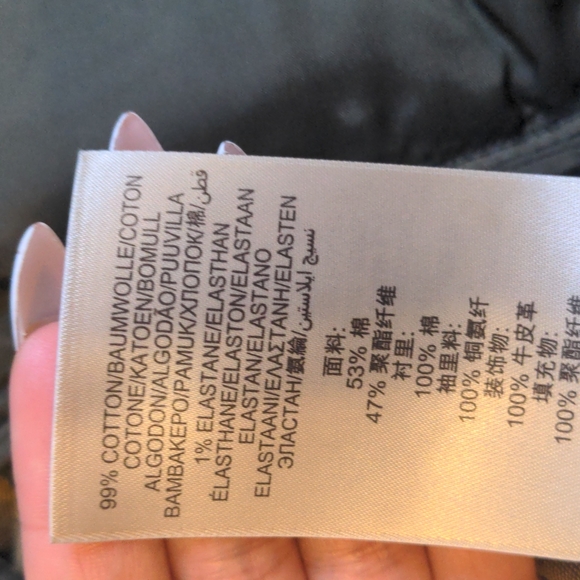 99% COTTON/BAUMWOLLE/COTON
COTONE/KATOEN/BOMULL
ALGODON/ALGODÃO/PUUVILLA
BAMBAKEPO/PAMUK/ХЛОПОК/棉/قطن
1% ELASTANE/ELASTHAN
ÉLASTHANE/ELASTON/ELASTAAN
ELASTAN/ELASTANO
ELASTAANI/ΕΛΑΣΤΑΝΗ/ELASTEN
ЭЛАСТАН/氨綸/نسيج ايلاستين
面料:
53% 棉
47% 聚酯纤维
衬里:
100% 棉
袖里料:
100% 铜氨纤
装饰物:
100% 牛皮革
填充物:
100% 聚酯纤维